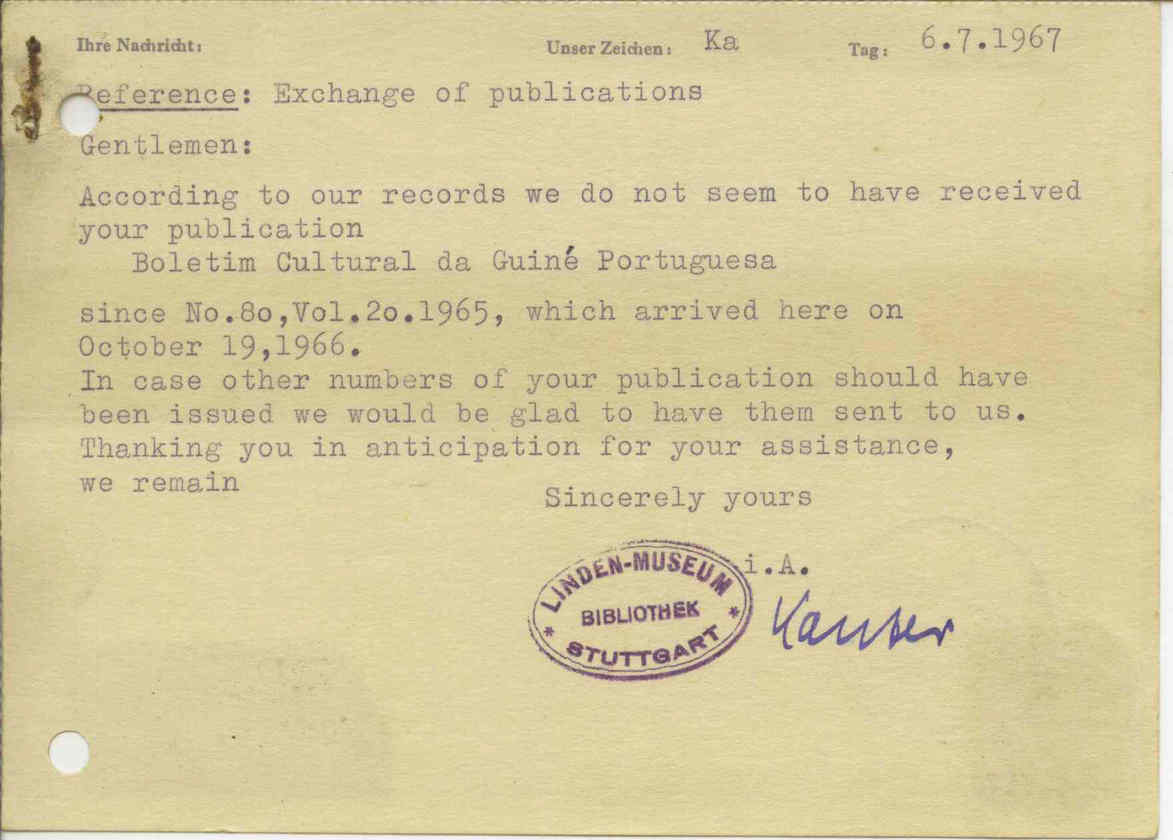 Ihre Nachricht: Unser Zeichen: Ka Tag: 6.7.1967
Reference: Exchange of publications
Gentlemen:
According to our records we do not seem to have received
your publication
Boletim Cultural da Guiné Portuguesa
since No.8o,Vol.2o.1965, which arrived here on
October 19,1966.
In case other numbers of your publication should have
been issued we would be glad to have them sent to us.
Thanking you in anticipation for your assistance,
we remain
Sincerely yours
i.A.
LINDEN-MUSEUM
* BIBLIOTHEK *
STUTTGART